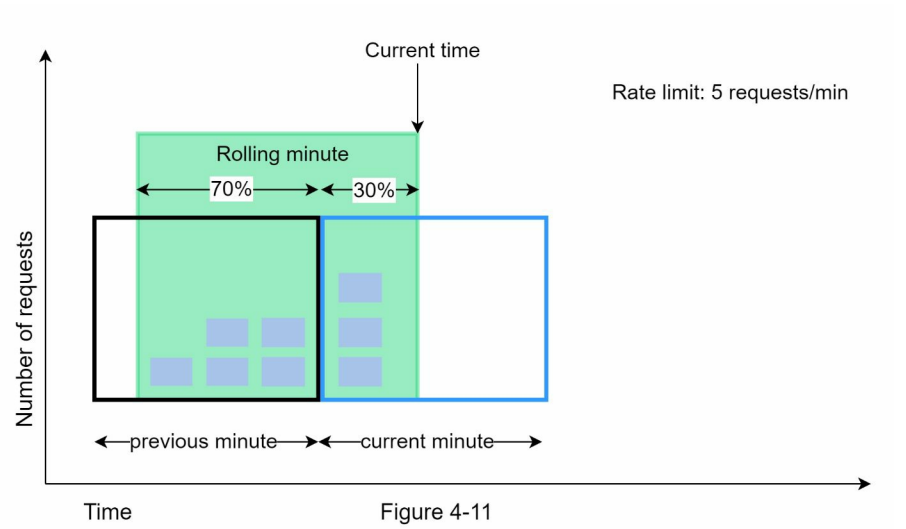 Current time
Rate limit: 5 requests/min
Rolling minute
70%
30%
Number of requests
previous minute
current minute
Time
Figure 4-11